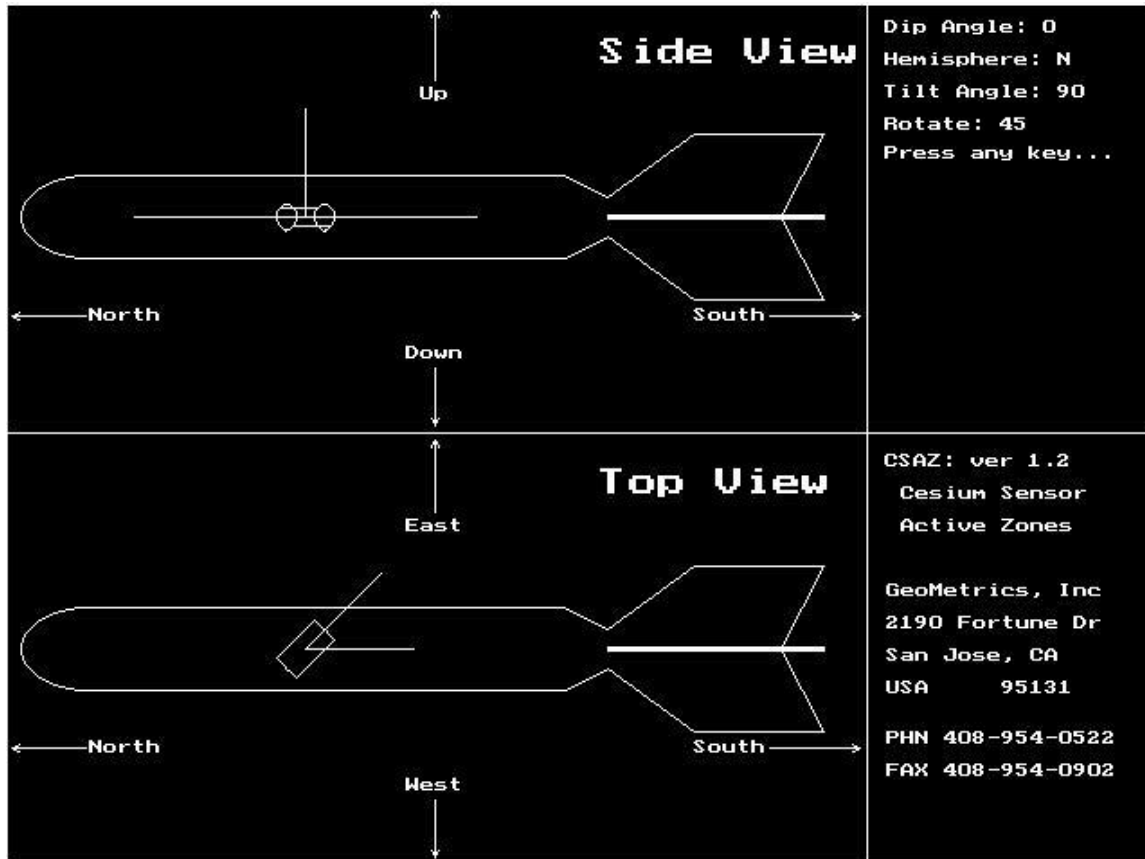 Side View
Up
North
South
Down
Dip Angle: 0
Hemisphere: N
Tilt Angle: 90
Rotate: 45
Press any key...
Top View
East
North
South
West
CSAZ: ver 1.2
Cesium Sensor
Active Zones
GeoMetrics, Inc
2190 Fortune Dr
San Jose, CA
USA 95131
PHN 408-954-0522
FAX 408-954-0902